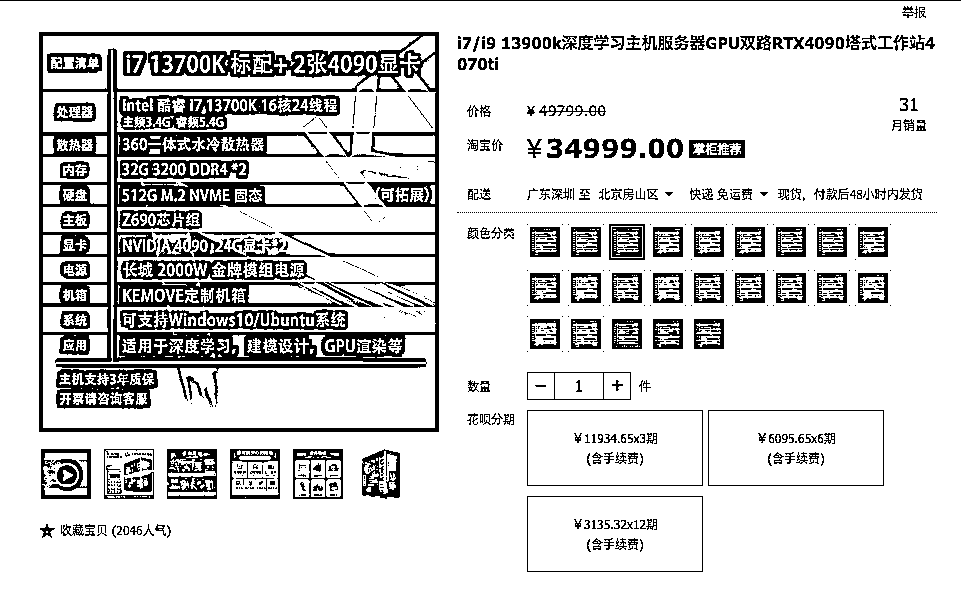 举报
配置清单 i7 13700K 标配+2张4090显卡
处理器 Intel 酷睿 i7,13700K 16核24线程
主频3.4G 睿频5.4G
散热器 360一体式水冷散热器
内存 32G 3200 DDR4 *2
硬盘 512G M.2 NVME 固态 (可拓展)
主板 Z690芯片组
显卡 NVIDIA 4090 24G显卡*2
电源 长城 2000W 金牌模组电源
机箱 KEMOVE定制机箱
系统 可支持Windows10/Ubuntu系统
应用 适用于深度学习，建模设计，GPU渲染等
主机支持3年质保
开票请咨询客服
收藏宝贝 (2046人气)
i7/i9 13900k深度学习主机服务器GPU双路RTX4090塔式工作站4
070ti
价格 ¥ 49799.00
31
月销量
淘宝价 ¥34999.00 掌柜推荐
配送 广东深圳 至 北京房山区 快递 免运费 现货，付款后48小时内发货
颜色分类
数量 − 1 + 件
花呗分期
¥11934.65x3期
(含手续费)
¥6095.65x6期
(含手续费)
¥3135.32x12期
(含手续费)